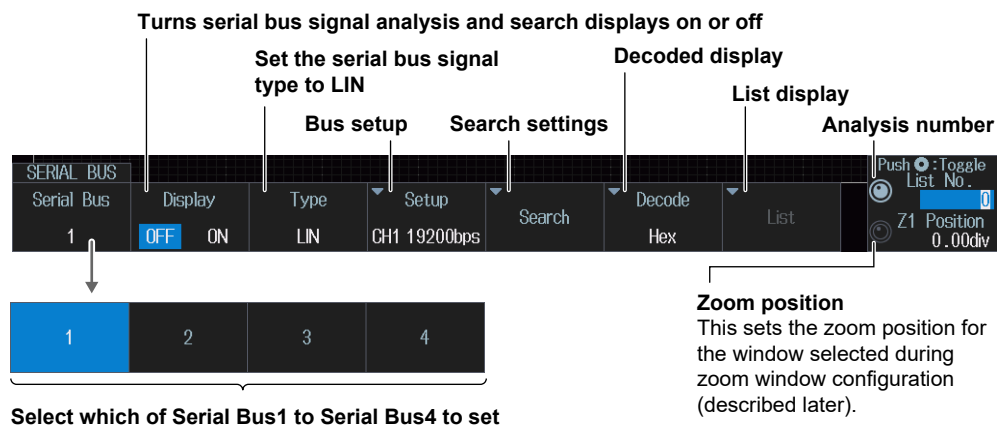 Turns serial bus signal analysis and search displays on or off
Set the serial bus signal
type to LIN
Decoded display
List display
Bus setup
Search settings
Analysis number
SERIAL BUS
Serial Bus
1
Display
OFF ON
Type
LIN
Setup
CH1 19200bps
Search
Decode
Hex
List
Push :Toggle
List No.
0
Z1 Position
0.00div
1 2 3 4
Select which of Serial Bus1 to Serial Bus4 to set
Zoom position
This sets the zoom position for
the window selected during
zoom window configuration
(described later).